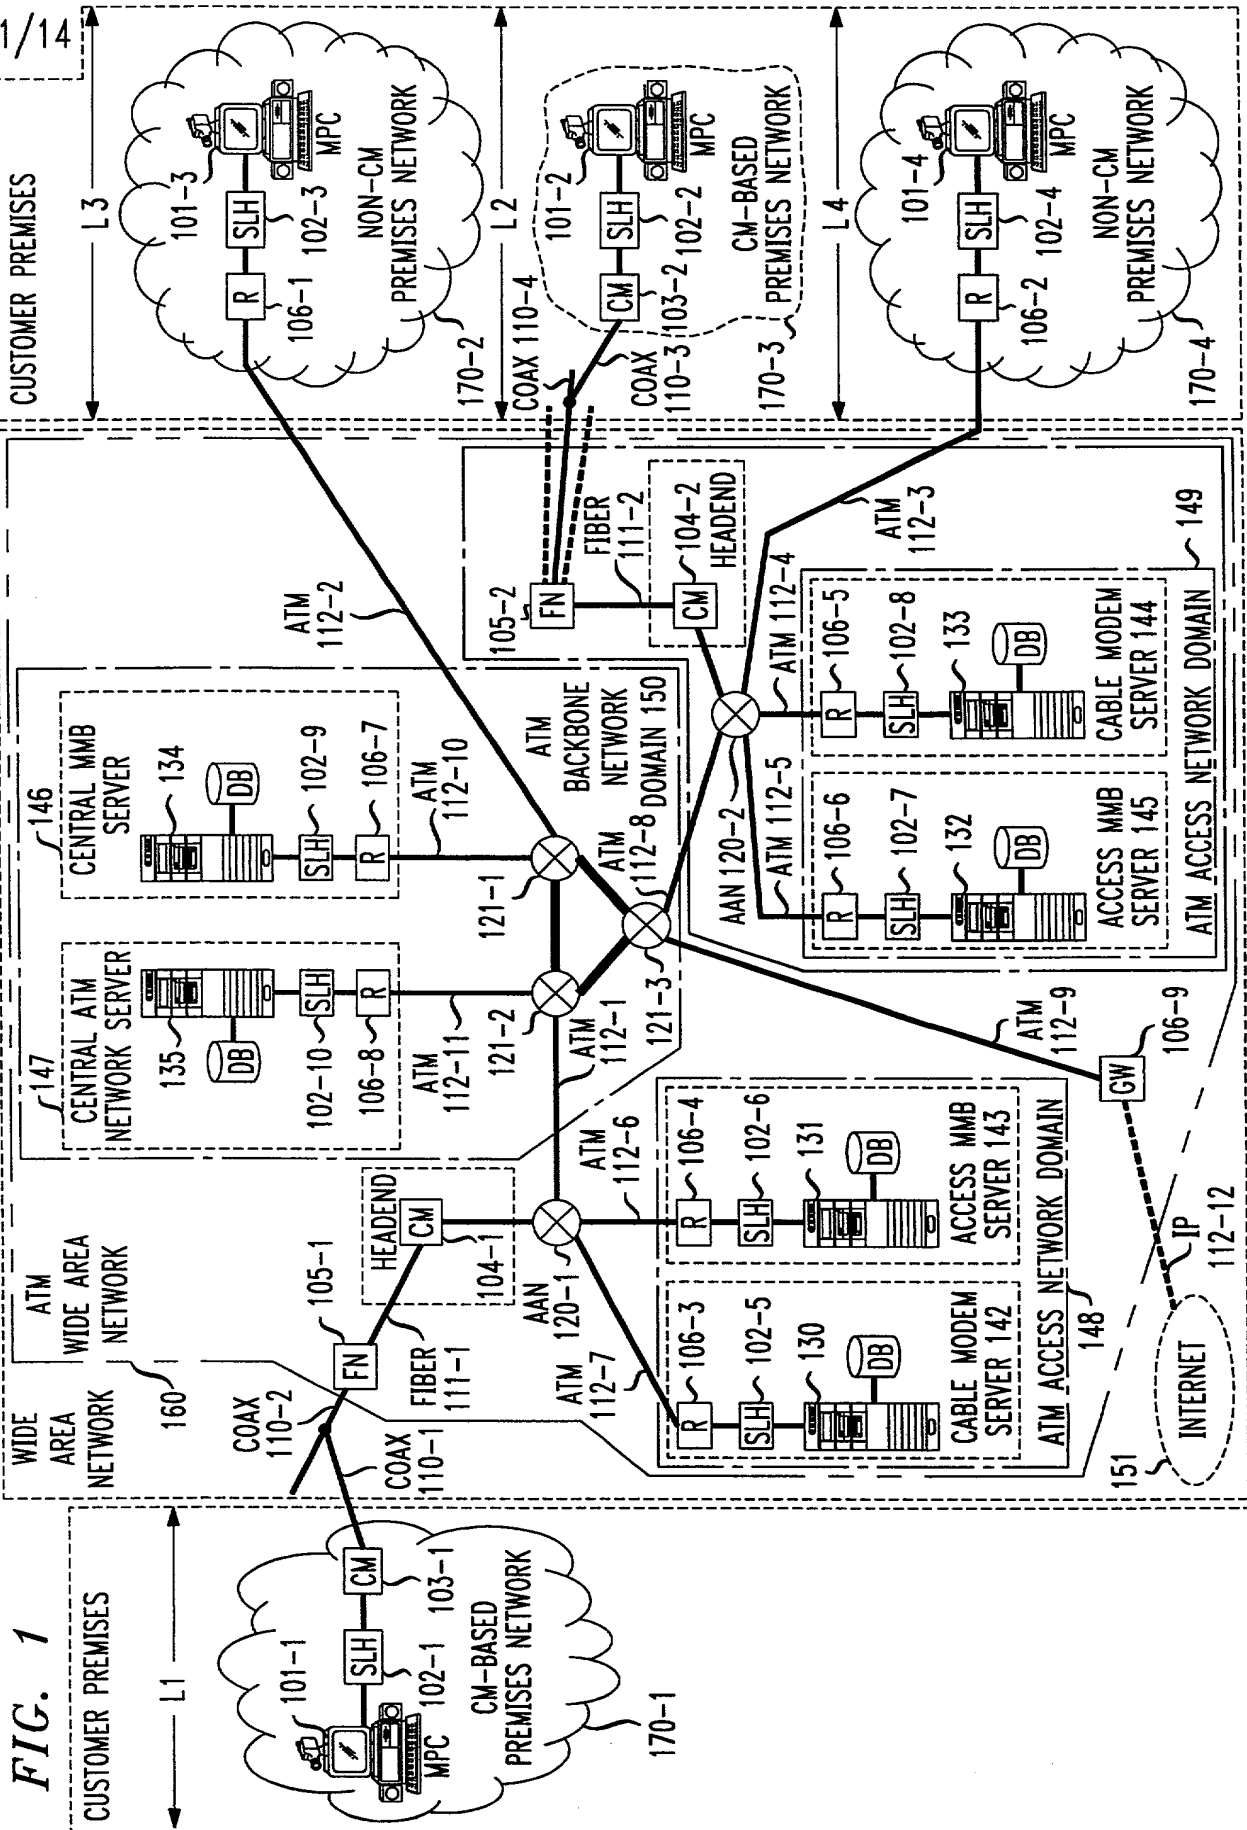 1/14
FIG. 1
CUSTOMER PREMISES
L1
101-1
MPC
SLH
102-1
CM
103-1
CM-BASED
PREMISES NETWORK
170-1
WIDE
AREA
NETWORK
160
ATM
WIDE AREA
NETWORK
COAX
110-2
COAX
110-1
FN
105-1
FIBER
111-1
HEADEND
CM
104-1
AAN
120-1
ATM
112-7
ATM
112-6
R
106-3
SLH
102-5
130
DB
CABLE MODEM
SERVER 142
R
106-4
SLH
102-6
131
DB
ACCESS MMB
SERVER 143
ATM ACCESS NETWORK DOMAIN
148
INTERNET
151
IP
112-12
GW
106-9
ATM
112-9
147
CENTRAL ATM
NETWORK SERVER
135
DB
SLH
102-10
R
106-8
ATM
112-11
121-2
ATM
112-1
146
CENTRAL MMB
SERVER
134
DB
SLH
102-9
R
106-7
ATM
112-10
121-1
ATM
BACKBONE
NETWORK
DOMAIN 150
ATM
112-8
121-3
ATM
112-2
AAN 120-2
ATM 112-5
ATM 112-4
ATM
112-3
R
106-6
SLH
102-7
132
DB
ACCESS MMB
SERVER 145
R
106-5
SLH
102-8
133
DB
CABLE MODEM
SERVER 144
ATM ACCESS NETWORK DOMAIN
149
105-2
FN
FIBER
111-2
CM
104-2
HEADEND
COAX 110-4
COAX
110-3
CUSTOMER PREMISES
L3
101-3
MPC
SLH
102-3
R
106-1
NON-CM
PREMISES NETWORK
170-2
L2
101-2
MPC
SLH
102-2
CM
103-2
CM-BASED
PREMISES NETWORK
170-3
L4
101-4
MPC
SLH
102-4
R
106-2
NON-CM
PREMISES NETWORK
170-4